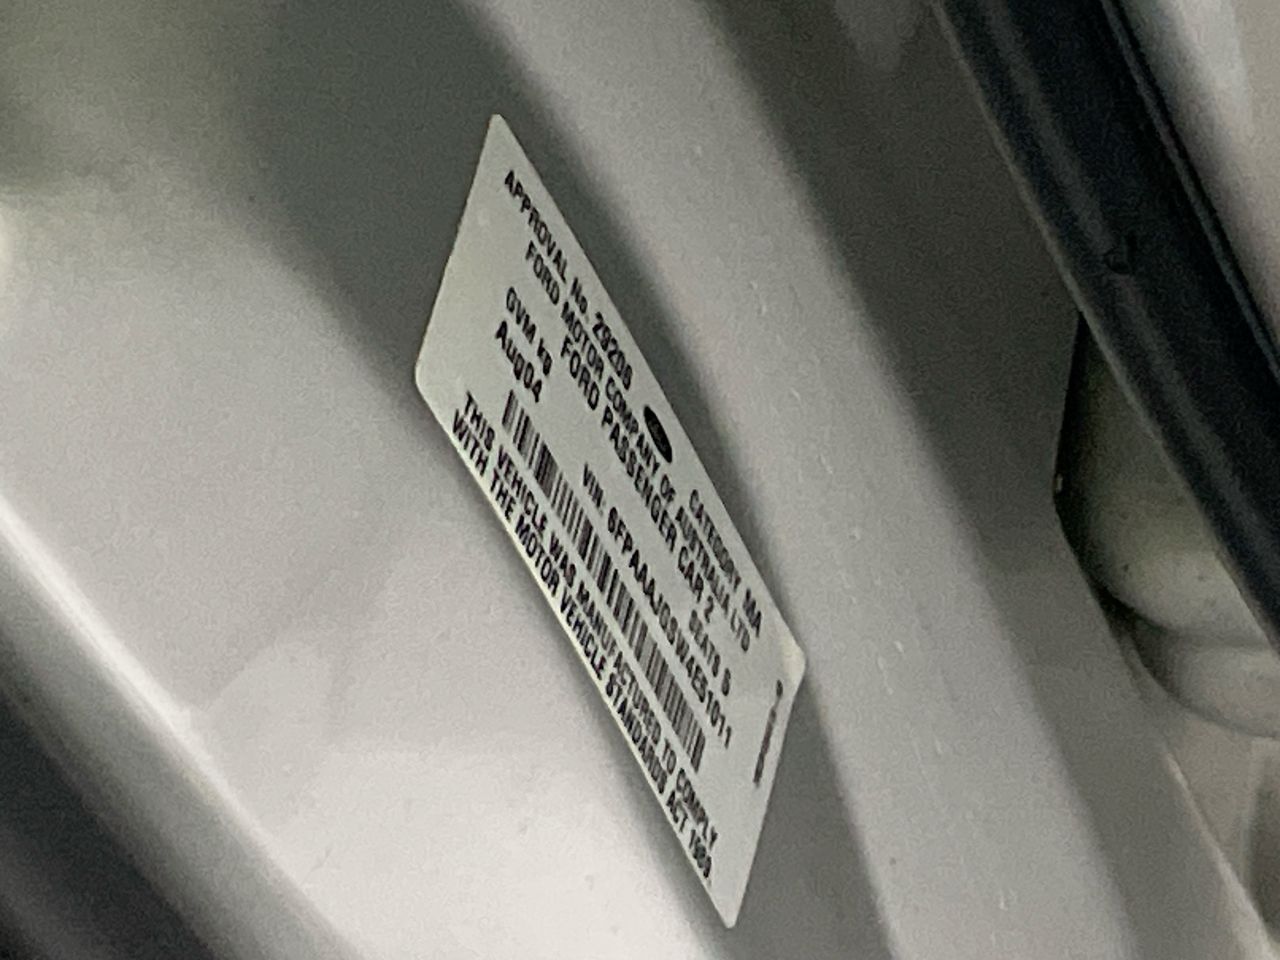 APPROVAL No. 29208 CATEGORY MA
FORD MOTOR COMPANY OF AUSTRALIA LTD
FORD PASSENGER CAR 2
GVM kg SEATS 5
Aug04 VIN: 6FPAAAJGSW4E51011
THIS VEHICLE WAS MANUFACTURED TO COMPLY
WITH THE MOTOR VEHICLE STANDARDS ACT 1989